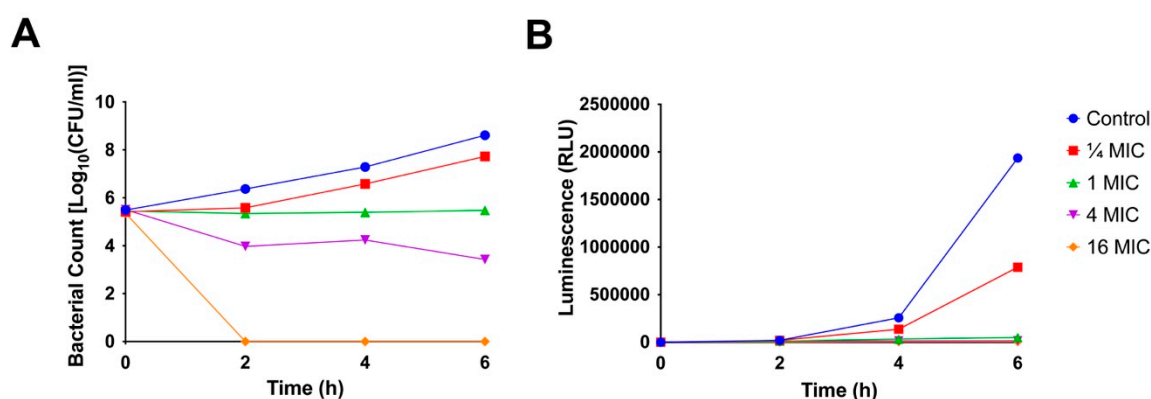 A
Bacterial Count [Log10(CFU/ml)]
10
8
6
4
2
0
0 2 4 6
Time (h)
B
Luminescence (RLU)
2500000
2000000
1500000
1000000
500000
0
0 2 4 6
Time (h)
Control
¼ MIC
1 MIC
4 MIC
16 MIC